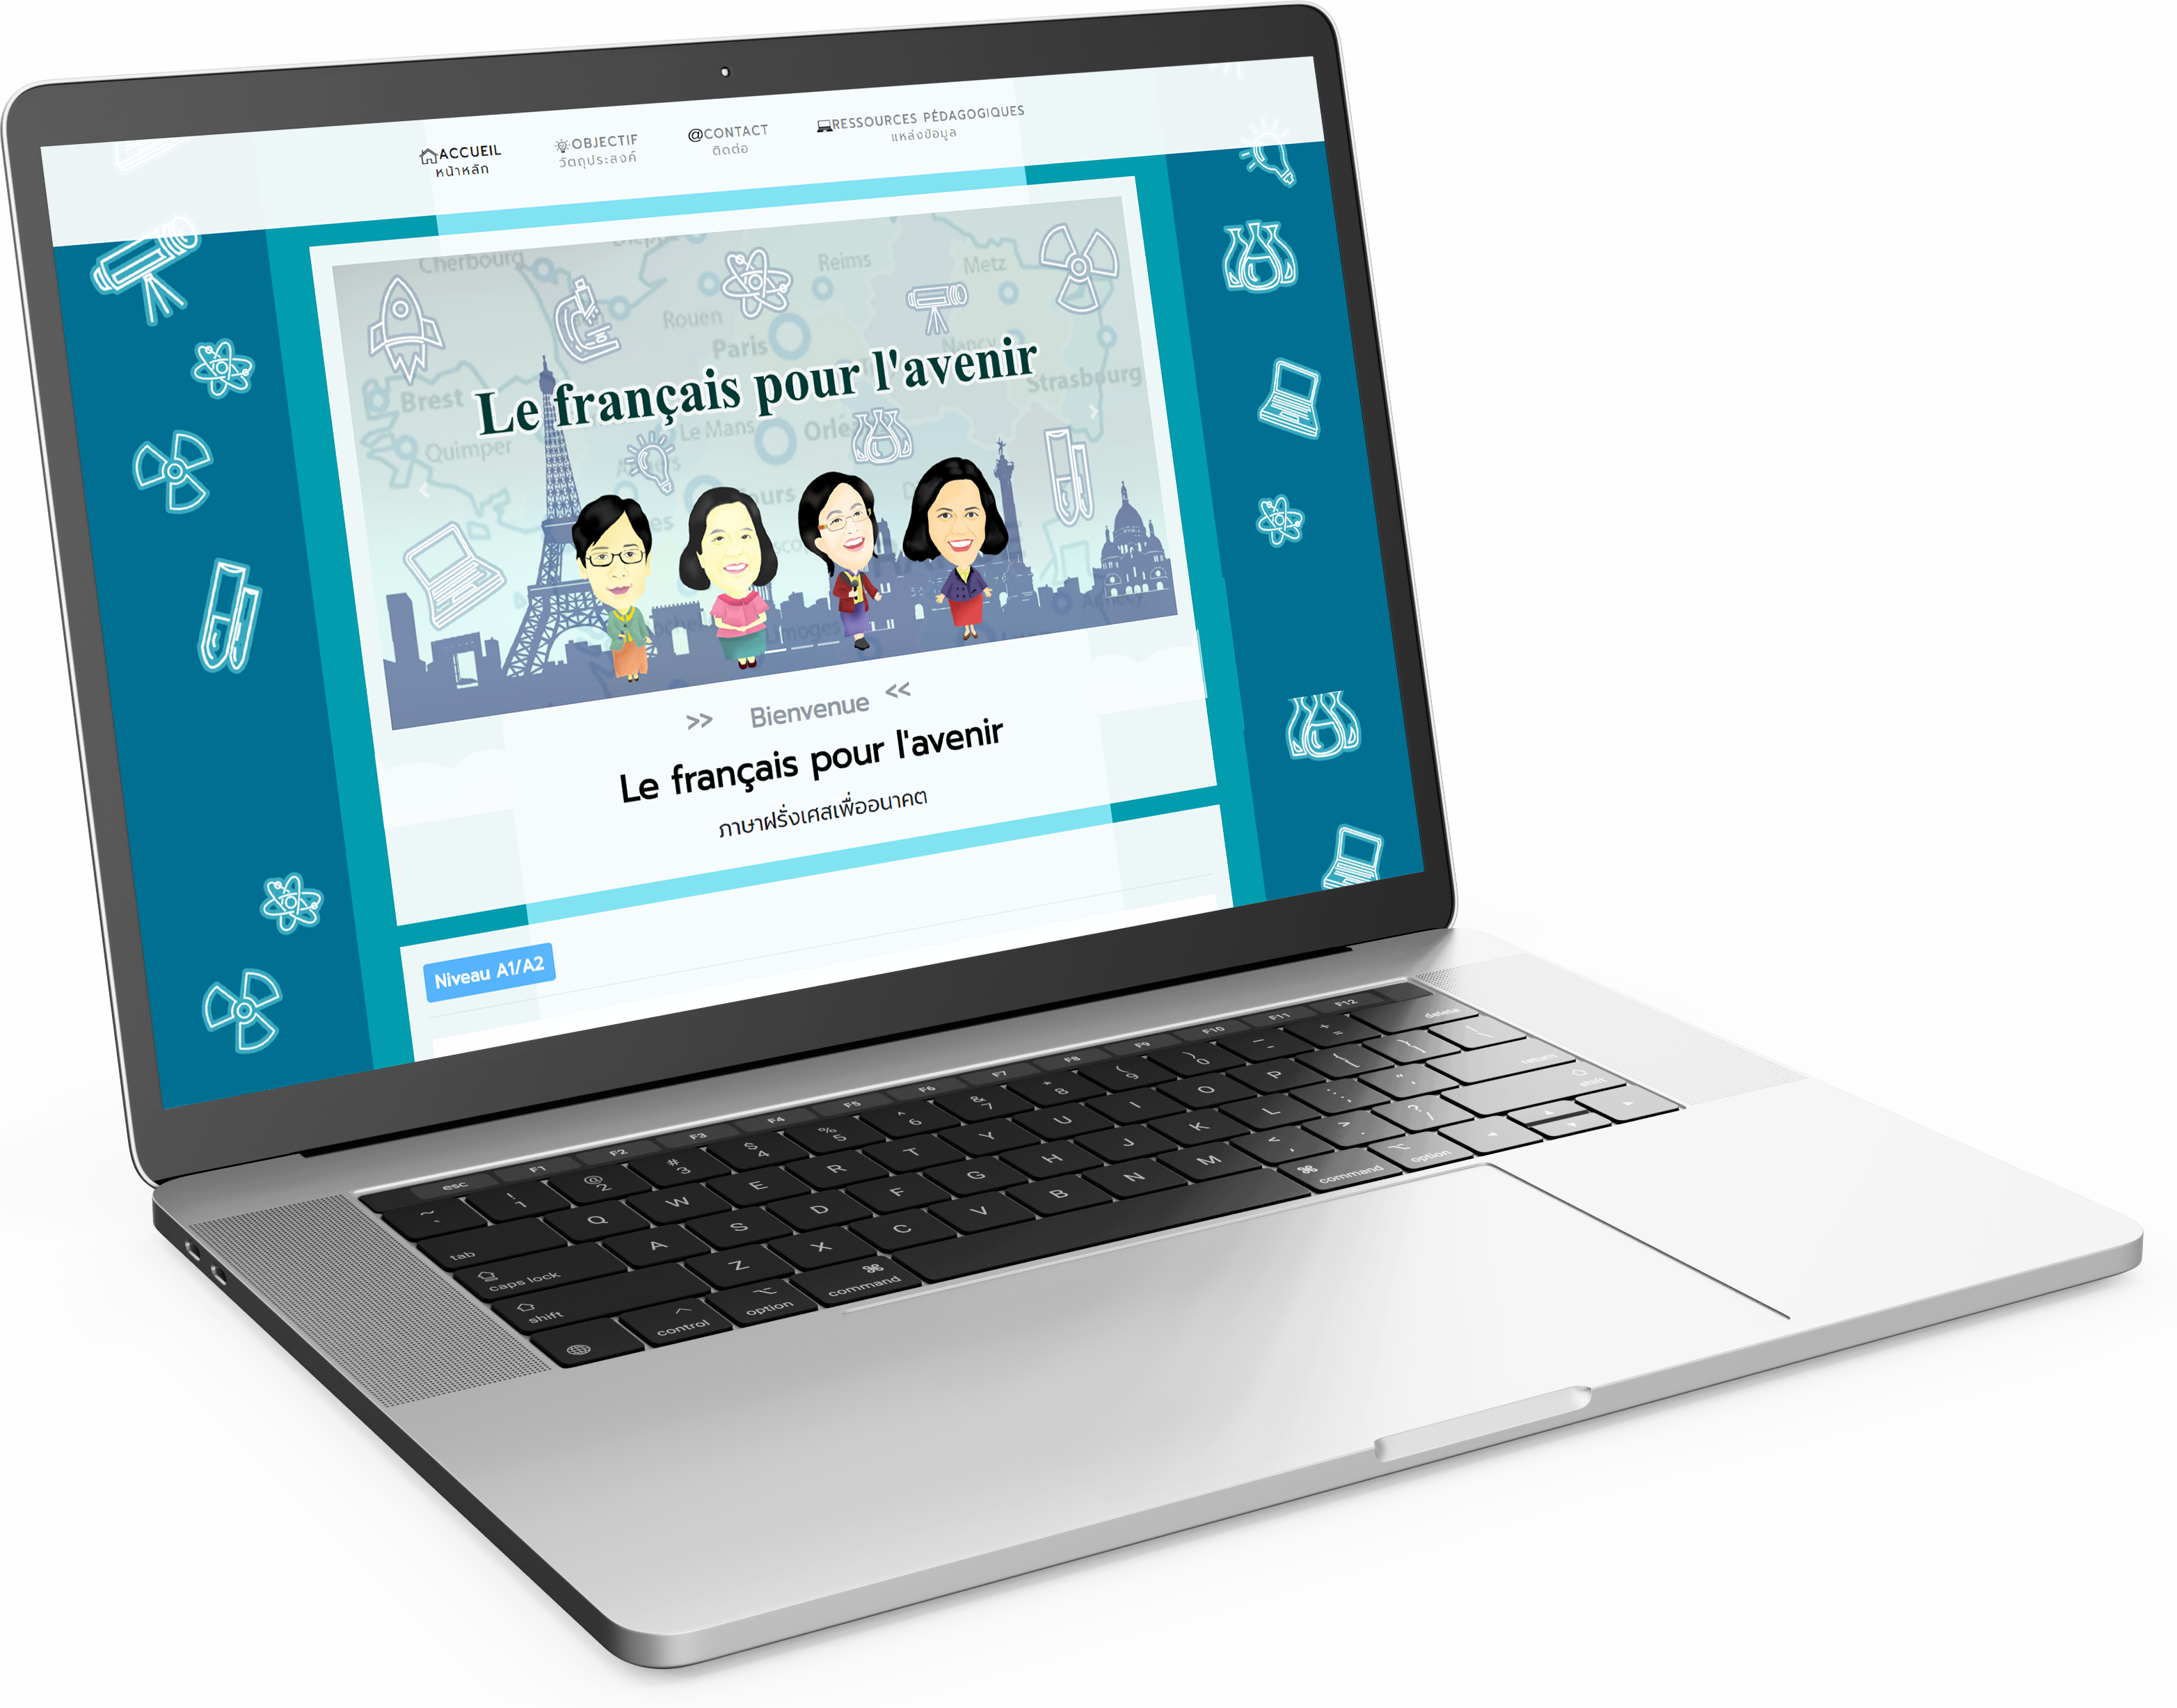 ACCUEIL
หน้าหลัก
OBJECTIF
วัตถุประสงค์
@CONTACT
ติดต่อ
RESSOURCES PÉDAGOGIQUES
แหล่งข้อมูล
Cherbourg
Dieppe
Reims
Metz
Rouen
Paris
Nancy
Le français pour l'avenir
Brest
Strasbourg
Quimper
Le Mans
Limoges
Annecy
>> Bienvenue <<
Le français pour l'avenir
ภาษาฝรั่งเศสเพื่ออนาคต
Niveau A1/A2
esc F1 F2 F3 F4 F5 F6 F7 F8 F9 F10 F11 F12
! 1 @ 2 # 3 $ 4 % 5 ^ 6 & 7 * 8 ( 9 ) 0 delete
tab Q W E R T Y U I O P { [ } ] | \
caps lock A S D F G H J K L : ; " ' return
shift Z X C V B N M < , > . ? / shift
control option command command option